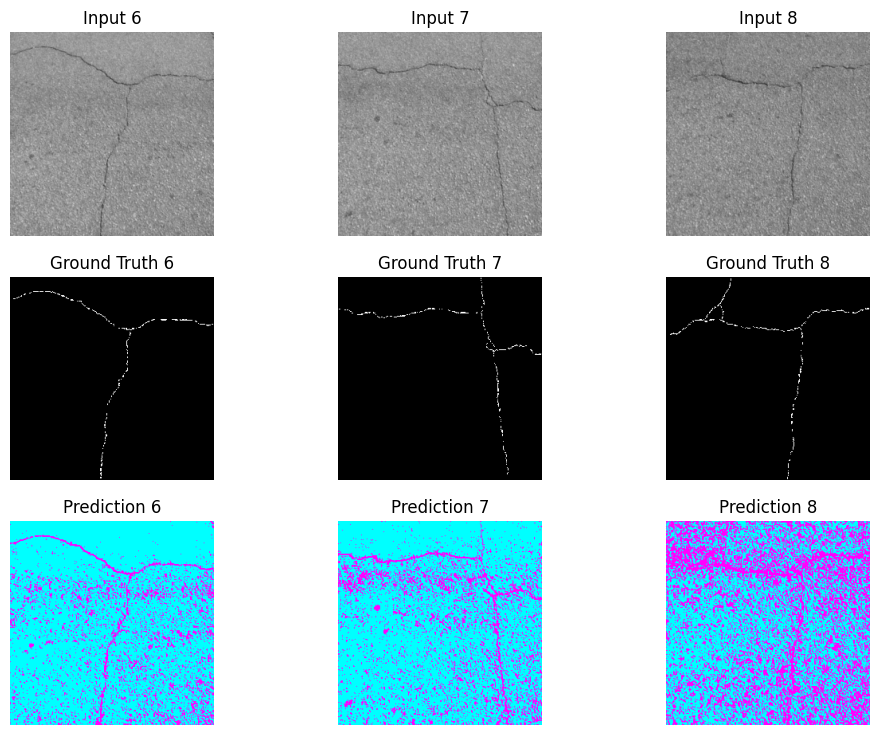 Input 6
Input 7
Input 8
Ground Truth 6
Ground Truth 7
Ground Truth 8
Prediction 6
Prediction 7
Prediction 8